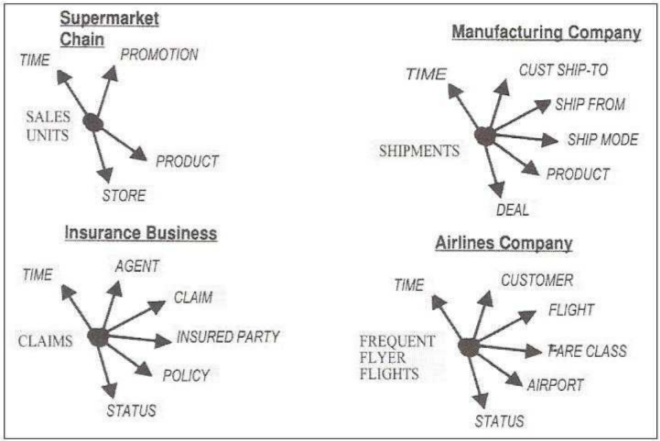 Supermarket
Chain
TIME
PROMOTION
SALES
UNITS
PRODUCT
STORE
Manufacturing Company
TIME
CUST SHIP-TO
SHIP FROM
SHIP MODE
SHIPMENTS
PRODUCT
DEAL
Insurance Business
TIME
AGENT
CLAIM
CLAIMS
INSURED PARTY
POLICY
STATUS
Airlines Company
TIME
CUSTOMER
FLIGHT
FREQUENT
FLYER
FLIGHTS
FARE CLASS
AIRPORT
STATUS